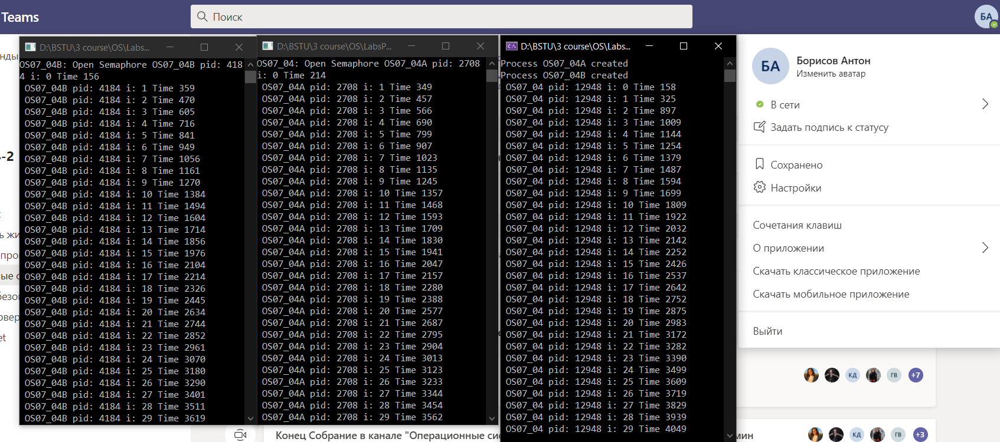 Teams
Поиск
БА
нды
-2
ть жи
про
ые с
безо
рвер
et
D:\BSTU\3 course\OS\Labs...
OS07_04B: Open Semaphore OS07_04B pid: 418
4 i: 0 Time 156
OS07_04B pid: 4184 i: 1 Time 359
OS07_04B pid: 4184 i: 2 Time 470
OS07_04B pid: 4184 i: 3 Time 605
OS07_04B pid: 4184 i: 4 Time 716
OS07_04B pid: 4184 i: 5 Time 841
OS07_04B pid: 4184 i: 6 Time 949
OS07_04B pid: 4184 i: 7 Time 1056
OS07_04B pid: 4184 i: 8 Time 1161
OS07_04B pid: 4184 i: 9 Time 1270
OS07_04B pid: 4184 i: 10 Time 1384
OS07_04B pid: 4184 i: 11 Time 1494
OS07_04B pid: 4184 i: 12 Time 1604
OS07_04B pid: 4184 i: 13 Time 1714
OS07_04B pid: 4184 i: 14 Time 1856
OS07_04B pid: 4184 i: 15 Time 1976
OS07_04B pid: 4184 i: 16 Time 2104
OS07_04B pid: 4184 i: 17 Time 2214
OS07_04B pid: 4184 i: 18 Time 2326
OS07_04B pid: 4184 i: 19 Time 2445
OS07_04B pid: 4184 i: 20 Time 2634
OS07_04B pid: 4184 i: 21 Time 2744
OS07_04B pid: 4184 i: 22 Time 2852
OS07_04B pid: 4184 i: 23 Time 2961
OS07_04B pid: 4184 i: 24 Time 3070
OS07_04B pid: 4184 i: 25 Time 3180
OS07_04B pid: 4184 i: 26 Time 3290
OS07_04B pid: 4184 i: 27 Time 3401
OS07_04B pid: 4184 i: 28 Time 3511
OS07_04B pid: 4184 i: 29 Time 3619
D:\BSTU\3 course\OS\LabsP...
OS07_04: Open Semaphore OS07_04A pid: 2708
i: 0 Time 214
OS07_04A pid: 2708 i: 1 Time 349
OS07_04A pid: 2708 i: 2 Time 457
OS07_04A pid: 2708 i: 3 Time 566
OS07_04A pid: 2708 i: 4 Time 690
OS07_04A pid: 2708 i: 5 Time 799
OS07_04A pid: 2708 i: 6 Time 907
OS07_04A pid: 2708 i: 7 Time 1023
OS07_04A pid: 2708 i: 8 Time 1135
OS07_04A pid: 2708 i: 9 Time 1245
OS07_04A pid: 2708 i: 10 Time 1357
OS07_04A pid: 2708 i: 11 Time 1468
OS07_04A pid: 2708 i: 12 Time 1593
OS07_04A pid: 2708 i: 13 Time 1709
OS07_04A pid: 2708 i: 14 Time 1830
OS07_04A pid: 2708 i: 15 Time 1941
OS07_04A pid: 2708 i: 16 Time 2047
OS07_04A pid: 2708 i: 17 Time 2157
OS07_04A pid: 2708 i: 18 Time 2280
OS07_04A pid: 2708 i: 19 Time 2388
OS07_04A pid: 2708 i: 20 Time 2577
OS07_04A pid: 2708 i: 21 Time 2687
OS07_04A pid: 2708 i: 22 Time 2795
OS07_04A pid: 2708 i: 23 Time 2904
OS07_04A pid: 2708 i: 24 Time 3013
OS07_04A pid: 2708 i: 25 Time 3123
OS07_04A pid: 2708 i: 26 Time 3233
OS07_04A pid: 2708 i: 27 Time 3344
OS07_04A pid: 2708 i: 28 Time 3454
OS07_04A pid: 2708 i: 29 Time 3562
C:\
D:\BSTU\3 course\OS\Labs...
Process OS07_04A created
Process OS07_04B created
OS07_04 pid: 12948 i: 0 Time 158
OS07_04 pid: 12948 i: 1 Time 325
OS07_04 pid: 12948 i: 2 Time 897
OS07_04 pid: 12948 i: 3 Time 1009
OS07_04 pid: 12948 i: 4 Time 1144
OS07_04 pid: 12948 i: 5 Time 1254
OS07_04 pid: 12948 i: 6 Time 1379
OS07_04 pid: 12948 i: 7 Time 1487
OS07_04 pid: 12948 i: 8 Time 1594
OS07_04 pid: 12948 i: 9 Time 1699
OS07_04 pid: 12948 i: 10 Time 1809
OS07_04 pid: 12948 i: 11 Time 1922
OS07_04 pid: 12948 i: 12 Time 2032
OS07_04 pid: 12948 i: 13 Time 2142
OS07_04 pid: 12948 i: 14 Time 2252
OS07_04 pid: 12948 i: 15 Time 2426
OS07_04 pid: 12948 i: 16 Time 2537
OS07_04 pid: 12948 i: 17 Time 2642
OS07_04 pid: 12948 i: 18 Time 2752
OS07_04 pid: 12948 i: 19 Time 2875
OS07_04 pid: 12948 i: 20 Time 2983
OS07_04 pid: 12948 i: 21 Time 3172
OS07_04 pid: 12948 i: 22 Time 3282
OS07_04 pid: 12948 i: 23 Time 3390
OS07_04 pid: 12948 i: 24 Time 3499
OS07_04 pid: 12948 i: 25 Time 3609
OS07_04 pid: 12948 i: 26 Time 3719
OS07_04 pid: 12948 i: 27 Time 3829
OS07_04 pid: 12948 i: 28 Time 3939
OS07_04 pid: 12948 i: 29 Time 4049
БА
Борисов Антон
Изменить аватар
В сети
Задать подпись к статусу
Сохранено
Настройки
Сочетания клавиш
О приложении
Скачать классическое приложение
Скачать мобильное приложение
Выйти
КД ГВ +7
Конец Собрание в канале "Операционные сис мин
КД ГВ +3